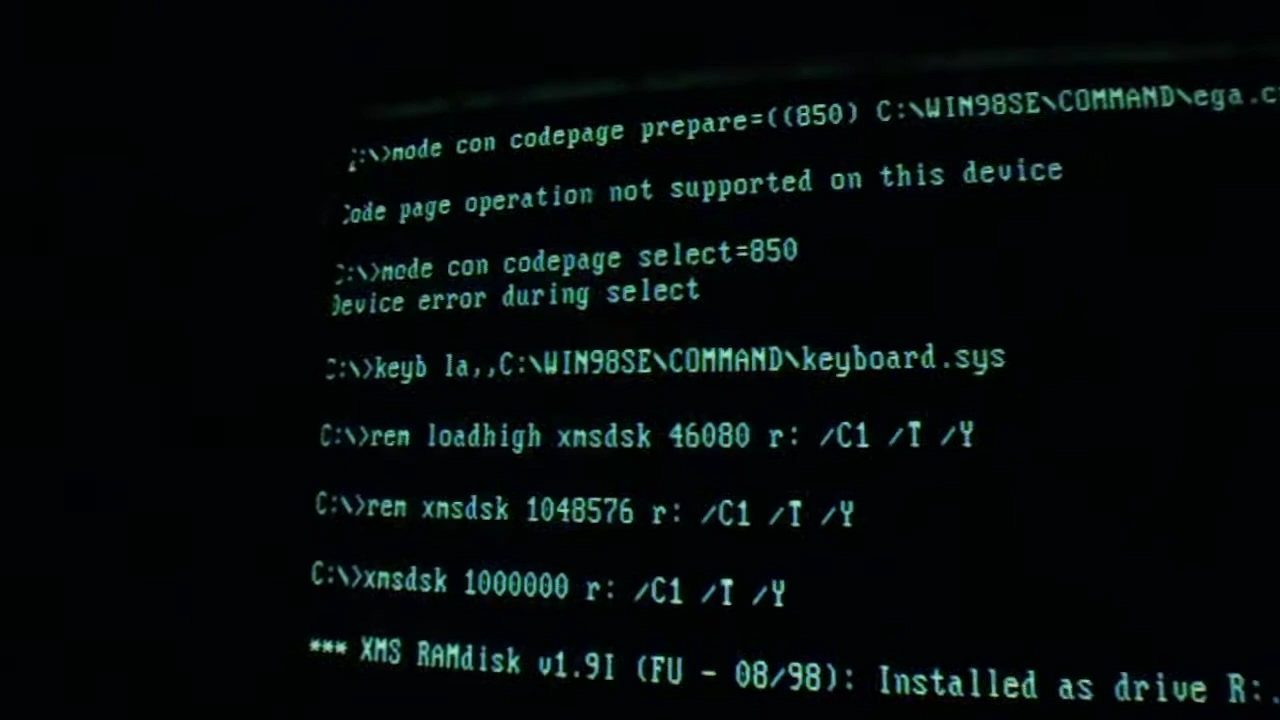 C:\>mode con codepage prepare=((850) C:\WIN98SE\COMMAND\ega.c
Code page operation not supported on this device
C:\>mode con codepage select=850
Device error during select
C:\>keyb la,,C:\WIN98SE\COMMAND\keyboard.sys
C:\>rem loadhigh xmsdsk 46080 r: /C1 /T /Y
C:\>rem xmsdsk 1048576 r: /C1 /T /Y
C:\>xmsdsk 1000000 r: /C1 /T /Y
*** XMS RAMdisk v1.9I (FU - 08/98): Installed as drive R:.